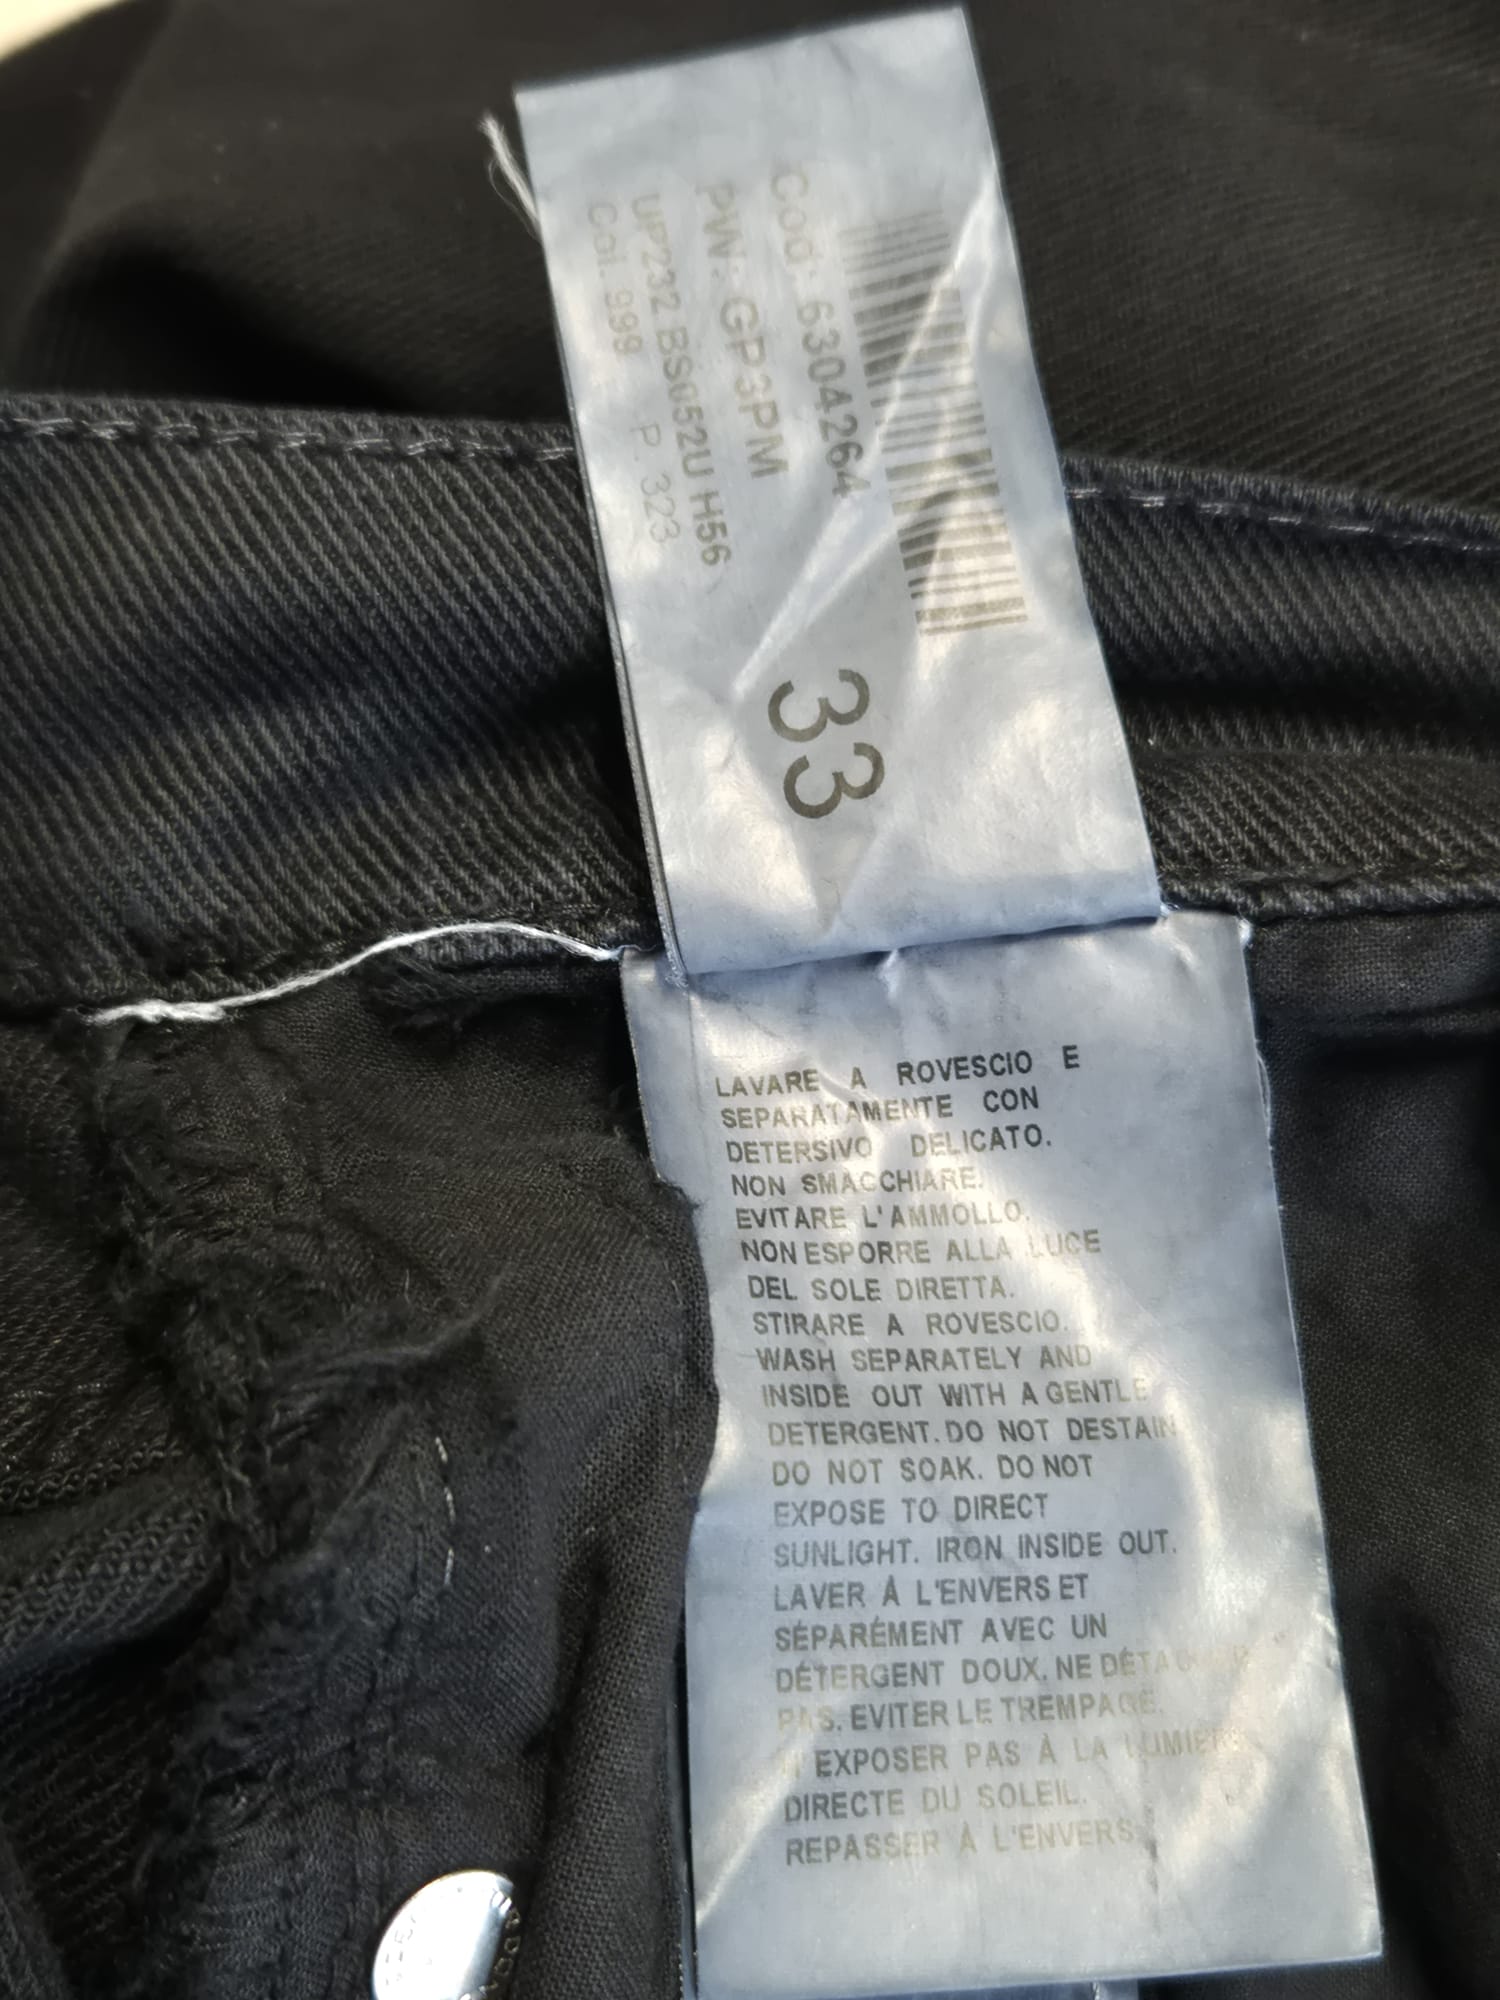 Cod: 6304264
PW: GP3PM
UP232 BS0052U H56
Col. 999 P. 323
33
LAVARE A ROVESCIO E
SEPARATAMENTE CON
DETERSIVO DELICATO.
NON SMACCHIARE.
EVITARE L'AMMOLLO.
NON ESPORRE ALLA LUCE
DEL SOLE DIRETTA.
STIRARE A ROVESCIO.
WASH SEPARATELY AND
INSIDE OUT WITH A GENTLE
DETERGENT. DO NOT DESTAIN
DO NOT SOAK. DO NOT
EXPOSE TO DIRECT
SUNLIGHT. IRON INSIDE OUT.
LAVER À L'ENVERS ET
SÉPARÉMENT AVEC UN
DÉTERGENT DOUX. NE DÉTACHER
PAS. EVITER LE TREMPAGE.
N'EXPOSER PAS À LA LUMIERE
DIRECTE DU SOLEIL.
REPASSER À L'ENVERS.